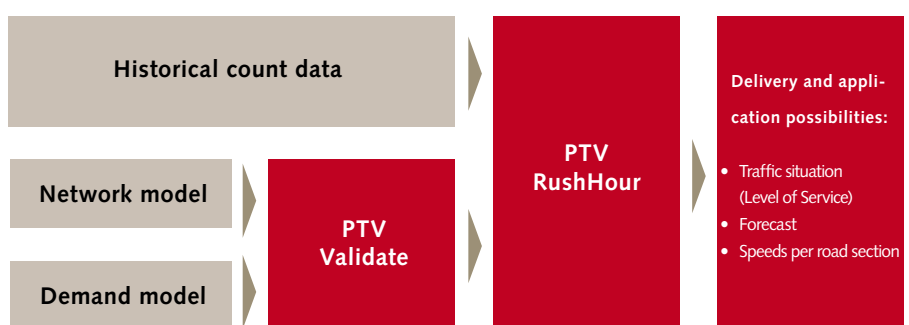 Historical count data
Network model
Demand model
PTV
Validate
PTV
RushHour
Delivery and appli-
cation possibilities:
• Traffic situation
(Level of Service)
• Forecast
• Speeds per road section